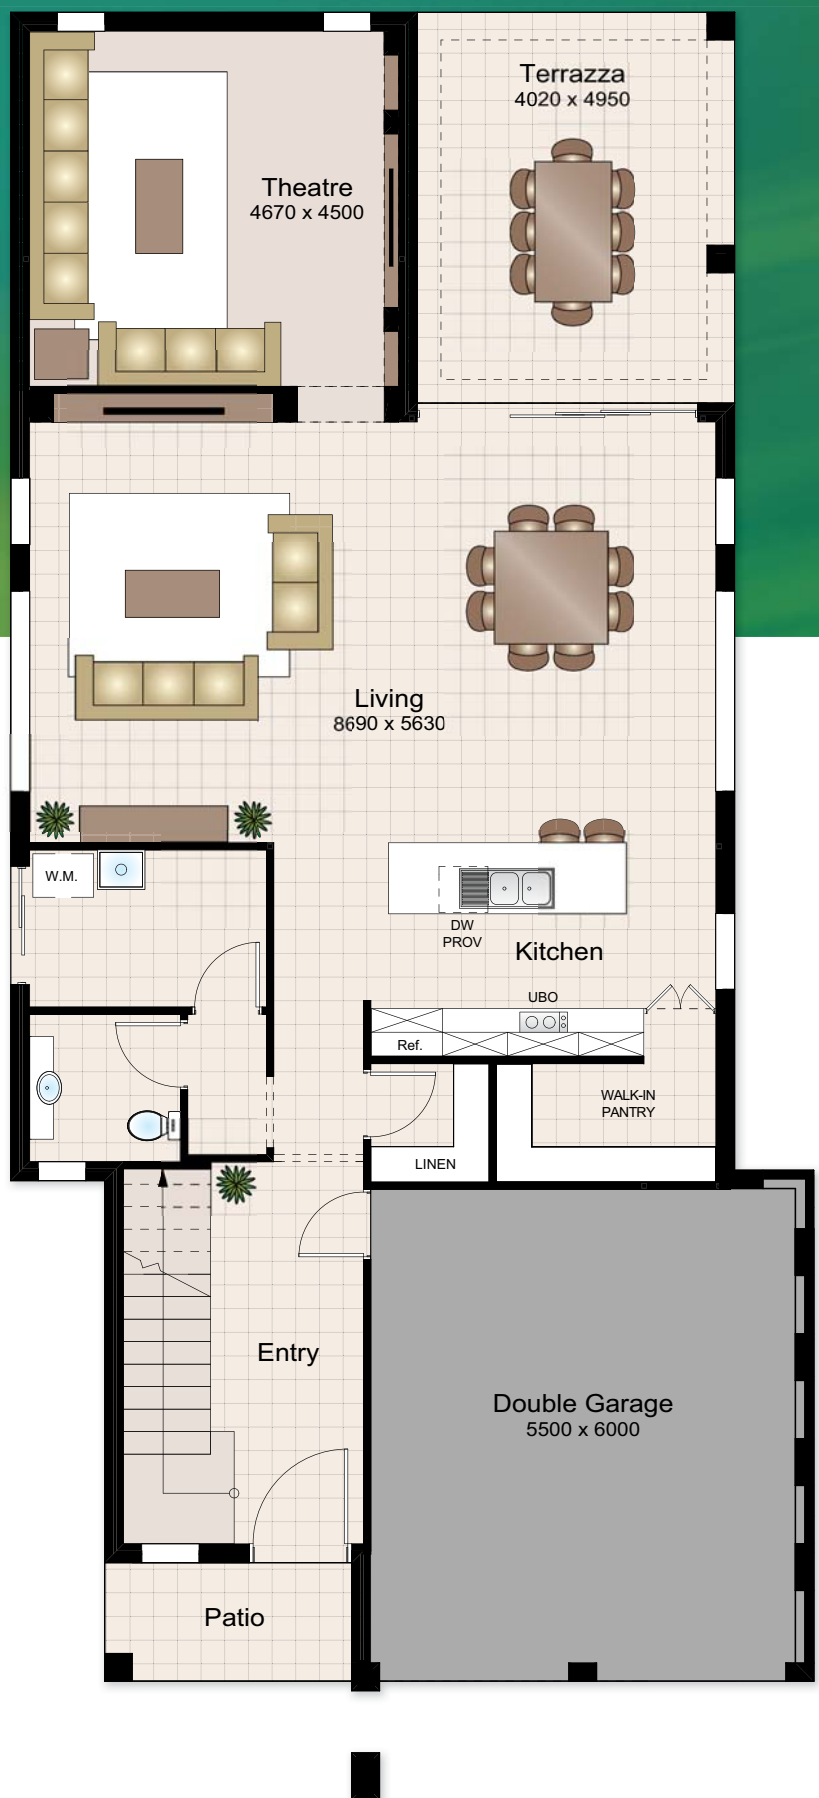 Terrazza
4020 x 4950
Theatre
4670 x 4500
Living
8690 x 5630
W.M.
DW
PROV
Kitchen
UBO
Ref.
WALK-IN
PANTRY
LINEN
Entry
Double Garage
5500 x 6000
Patio